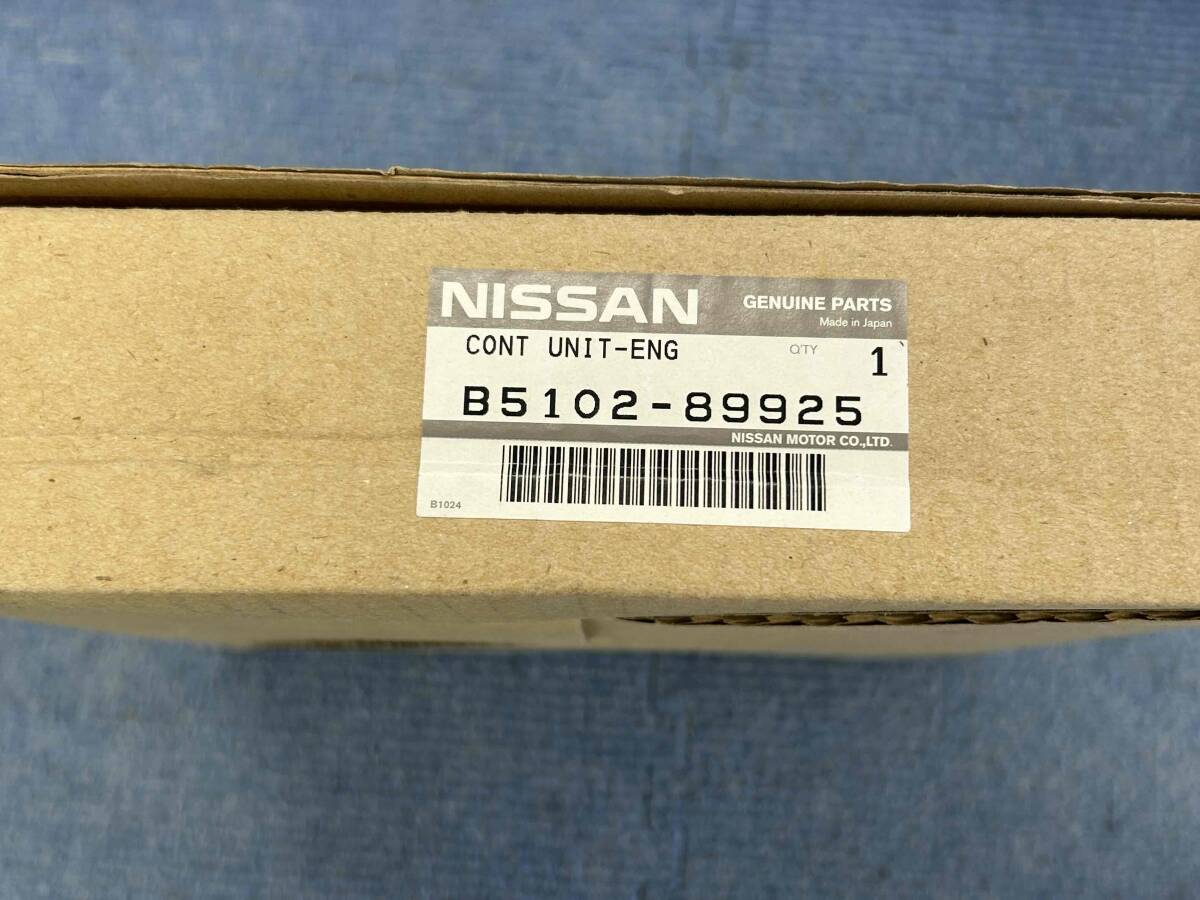 NISSAN GENUINE PARTS
Made in Japan
CONT UNIT-ENG Q'TY 1
B5102-89925
NISSAN MOTOR CO.,LTD.
B1024